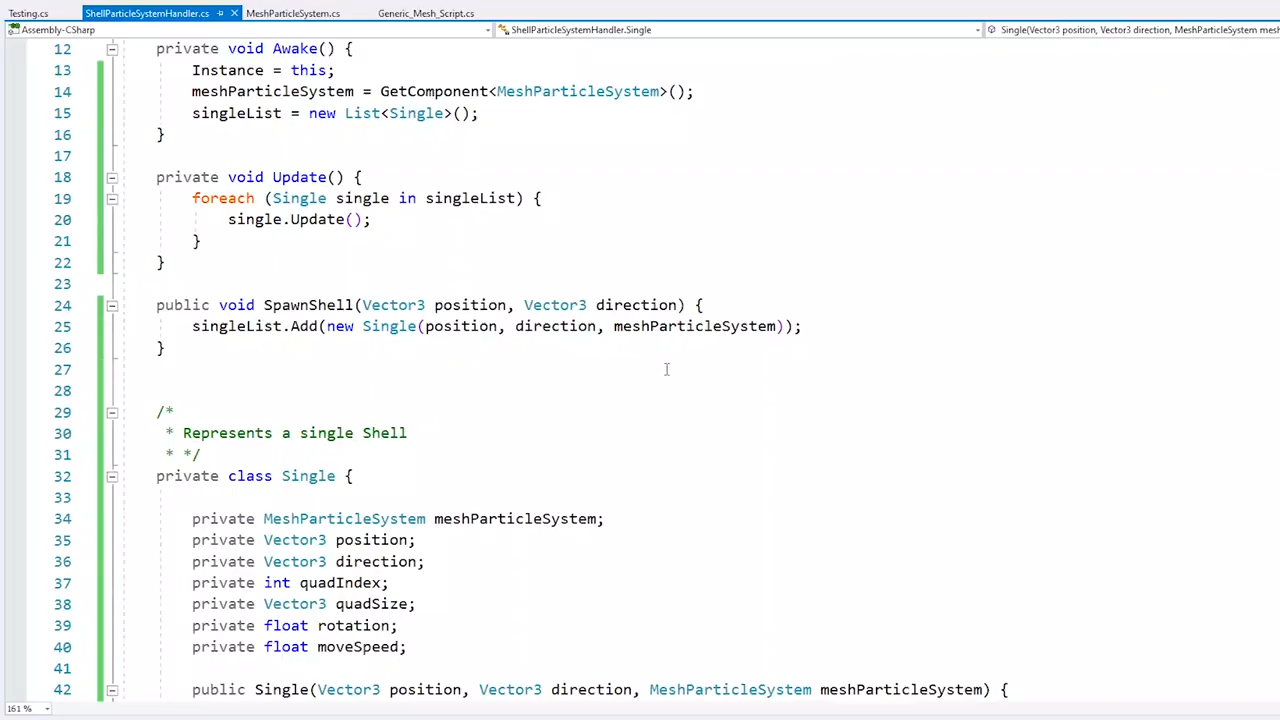 Testing.cs
ShellParticleSystemHandler.cs
MeshParticleSystem.cs
Generic_Mesh_Script.cs
Assembly-CSharp
ShellParticleSystemHandler.Single
Single(Vector3 position, Vector3 direction, MeshParticleSystem mesh
12 private void Awake() {
13 Instance = this;
14 meshParticleSystem = GetComponent<MeshParticleSystem>();
15 singleList = new List<Single>();
16 }
17
18 private void Update() {
19 foreach (Single single in singleList) {
20 single.Update();
21 }
22 }
23
24 public void SpawnShell(Vector3 position, Vector3 direction) {
25 singleList.Add(new Single(position, direction, meshParticleSystem));
26 }
27
28
29 /*
30 * Represents a single Shell
31 * */
32 private class Single {
33
34 private MeshParticleSystem meshParticleSystem;
35 private Vector3 position;
36 private Vector3 direction;
37 private int quadIndex;
38 private Vector3 quadSize;
39 private float rotation;
40 private float moveSpeed;
41
42 public Single(Vector3 position, Vector3 direction, MeshParticleSystem meshParticleSystem) {
161 %